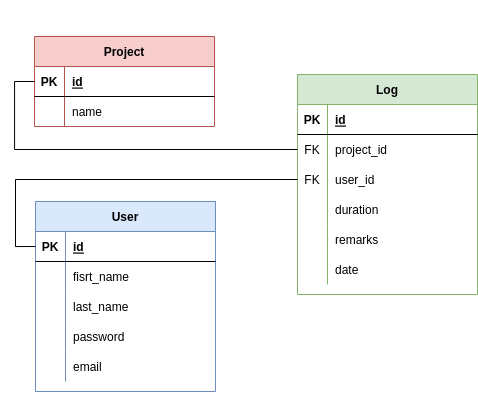 Project
PK id
name
Log
PK id
FK project_id
FK user_id
duration
remarks
date
User
PK id
fisrt_name
last_name
password
email